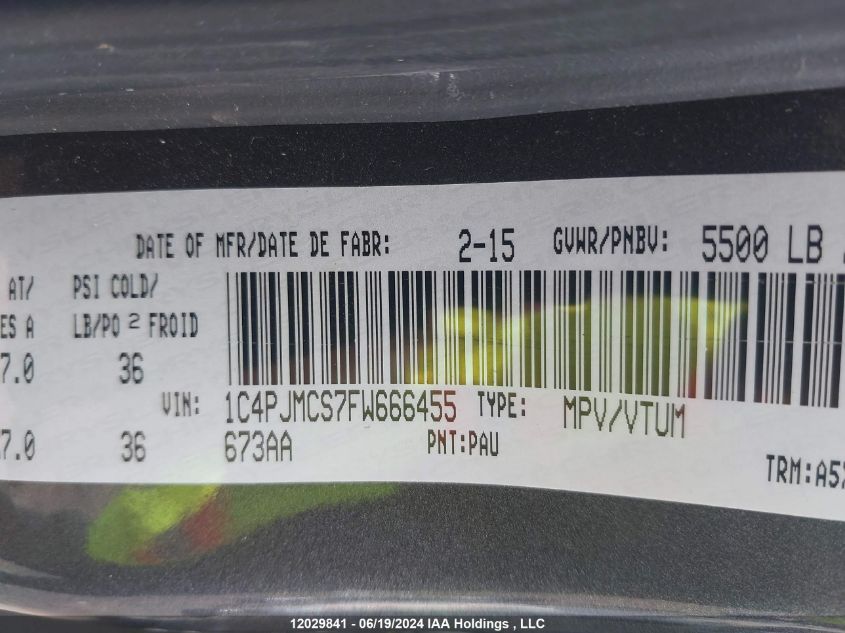 DATE OF MFR/DATE DE FABR: 2-15 GVWR/PNBV: 5500 LB
AT/ PSI COLD/
ES A LB/PO 2 FROID
7.0 36
VIN: 1C4PJMCS7FW666455 TYPE: MPV/VTUM
7.0 36 673AA PNT:PAU
TRM:A5
12029841 - 06/19/2024 IAA Holdings , LLC